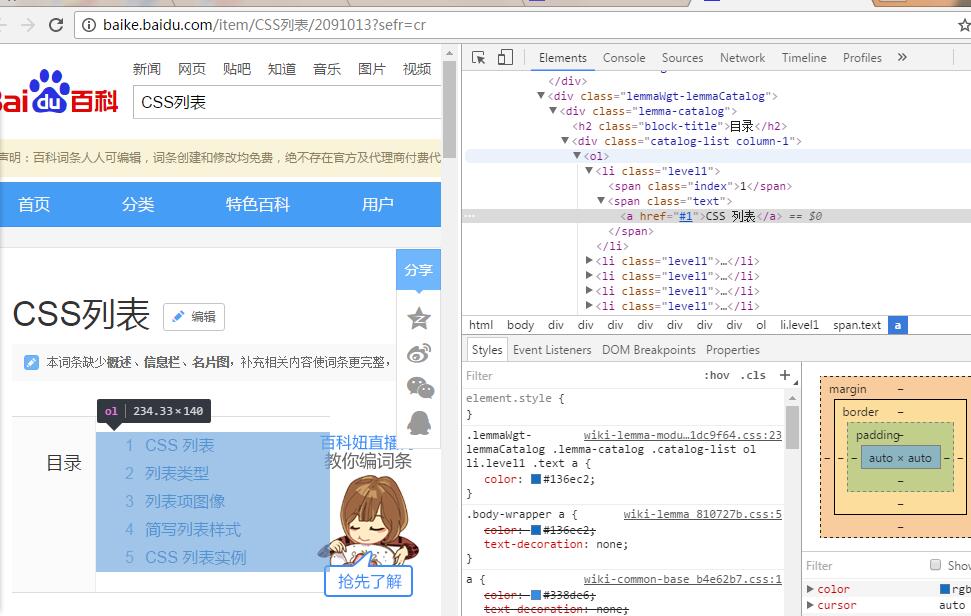 baike.baidu.com/item/CSS列表/2091013?sefr=cr
新闻 网页 贴吧 知道 音乐 图片 视频
Bai du 百科
CSS列表
声明：百科词条人人可编辑，词条创建和修改均免费，绝不存在官方及代理商付费代
首页 分类 特色百科 用户
分享
CSS列表 编辑
本词条缺少概述、信息栏、名片图，补充相关内容使词条更完整，
ol 234.33×140
目录
1 CSS 列表
2 列表类型
3 列表项图像
4 简写列表样式
5 CSS 列表实例
百科妞直播
教你编词条
抢先了解
Elements Console Sources Network Timeline Profiles »
</div>
▼<div class="lemmaWgt-lemmaCatalog">
▼<div class="lemma-catalog">
<h2 class="block-title">目录</h2>
▼<div class="catalog-list column-1">
▼<ol>
▼<li class="level1">
<span class="index">1</span>
▼<span class="text">
... <a href="#1">CSS 列表</a> == $0
</span>
</li>
▶<li class="level1">…</li>
▶<li class="level1">…</li>
▶<li class="level1">…</li>
▶<li class="level1">…</li>
html body div div div div div div div ol li.level1 span.text a
Styles Event Listeners DOM Breakpoints Properties
Filter :hov .cls +
element.style {
}
.lemmaWgt- wiki-lemma-modu…1dc9f64.css:23
lemmaCatalog .lemma-catalog .catalog-list ol
li.level1 .text a {
color: #136ec2;
}
.body-wrapper a { wiki-lemma_810727b.css:5
color: #136ec2;
text-decoration: none;
}
a { wiki-common-base_b4e62b7.css:1
color: #338de6;
text-decoration: none;
margin –
border –
padding –
– – – auto × auto – – –
–
–
–
Filter Show
▶ color rgb
▶ cursor auto